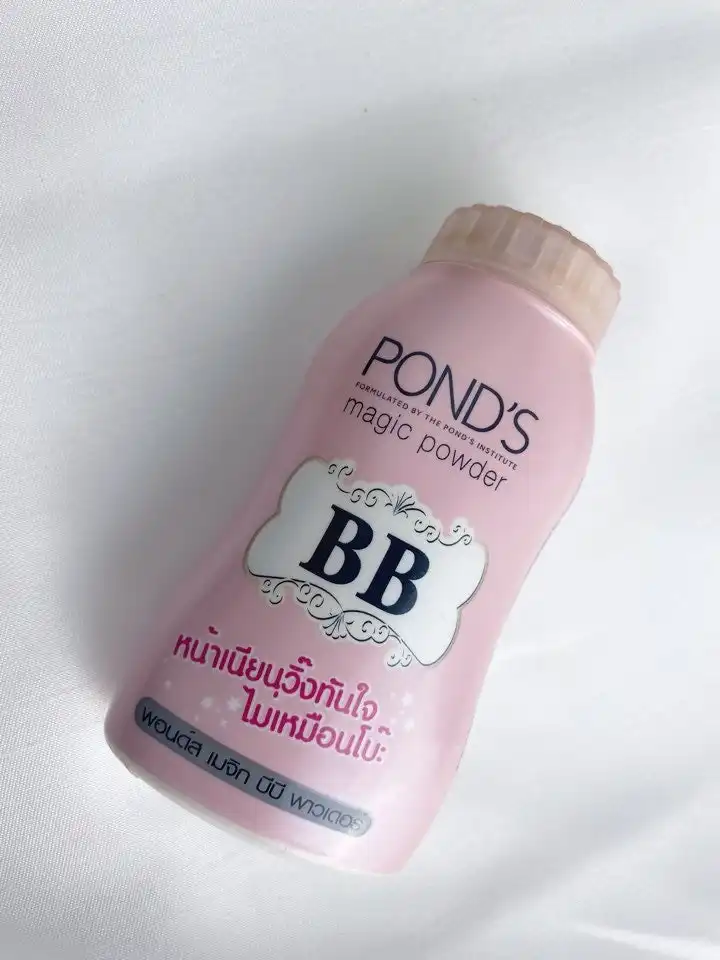 POND'S
FORMULATED BY THE POND'S INSTITUTE
magic powder
BB
หน้าเนียนวิ๊งทันใจ
ไม่เหมือนโบ๊ะ
พอนด์ส เมจิก บีบี พาวเดอร์